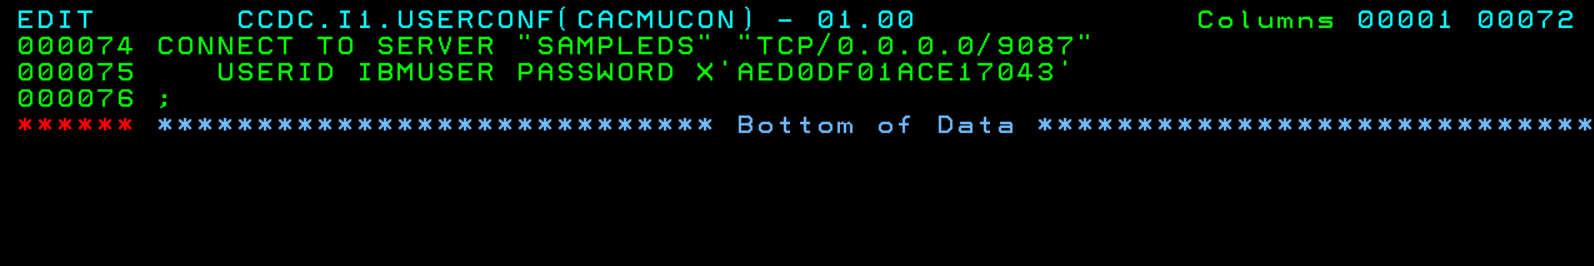 EDIT CCDC.I1.USERCONF(CACMUCON) - 01.00 Columns 00001 00072
000074 CONNECT TO SERVER "SAMPLEDS" "TCP/0.0.0.0/9087"
000075 USERID IBMUSER PASSWORD X'AED0DF01ACE17043'
000076 ;
****** **************************** Bottom of Data ****************************